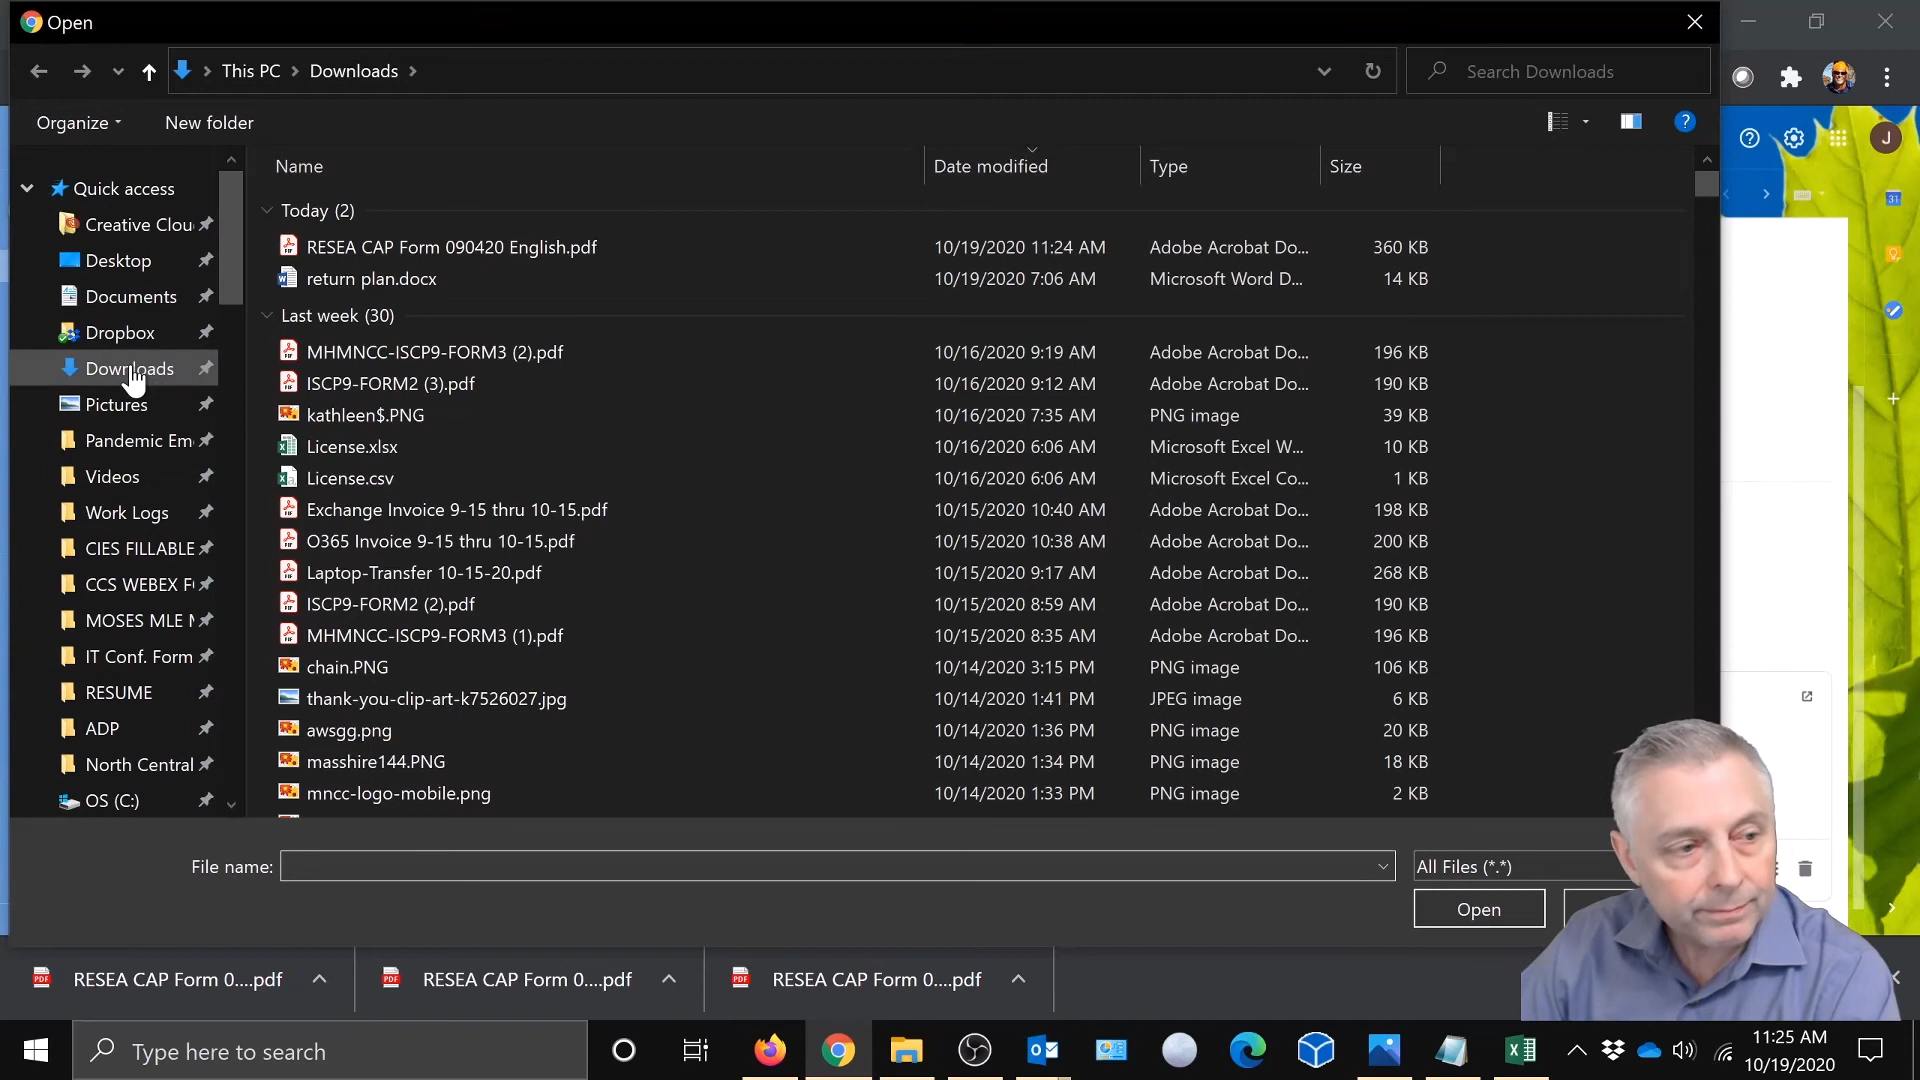 Open
This PC
Downloads
Search Downloads
Organize
New folder
?
?
J
Name
Date modified
Type
Size
Quick access
Creative Clou
Desktop
Documents
Dropbox
Downloads
Pictures
Pandemic Em
Videos
Work Logs
CIES FILLABLE
CCS WEBEX F
MOSES MLE
IT Conf. Form
RESUME
ADP
North Central
OS (C:)
Today (2)
RESEA CAP Form 090420 English.pdf 10/19/2020 11:24 AM Adobe Acrobat Do... 360 KB
return plan.docx 10/19/2020 7:06 AM Microsoft Word D... 14 KB
Last week (30)
MHMNCC-ISCP9-FORM3 (2).pdf 10/16/2020 9:19 AM Adobe Acrobat Do... 196 KB
ISCP9-FORM2 (3).pdf 10/16/2020 9:12 AM Adobe Acrobat Do... 190 KB
kathleen$.PNG 10/16/2020 7:35 AM PNG image 39 KB
License.xlsx 10/16/2020 6:06 AM Microsoft Excel W... 10 KB
License.csv 10/16/2020 6:06 AM Microsoft Excel Co... 1 KB
Exchange Invoice 9-15 thru 10-15.pdf 10/15/2020 10:40 AM Adobe Acrobat Do... 198 KB
O365 Invoice 9-15 thru 10-15.pdf 10/15/2020 10:38 AM Adobe Acrobat Do... 200 KB
Laptop-Transfer 10-15-20.pdf 10/15/2020 9:17 AM Adobe Acrobat Do... 268 KB
ISCP9-FORM2 (2).pdf 10/15/2020 8:59 AM Adobe Acrobat Do... 190 KB
MHMNCC-ISCP9-FORM3 (1).pdf 10/15/2020 8:35 AM Adobe Acrobat Do... 196 KB
chain.PNG 10/14/2020 3:15 PM PNG image 106 KB
thank-you-clip-art-k7526027.jpg 10/14/2020 1:41 PM JPEG image 6 KB
awsgg.png 10/14/2020 1:36 PM PNG image 20 KB
masshire144.PNG 10/14/2020 1:34 PM PNG image 18 KB
mncc-logo-mobile.png 10/14/2020 1:33 PM PNG image 2 KB
31
File name:
All Files (*.*)
Open
RESEA CAP Form 0....pdf
RESEA CAP Form 0....pdf
RESEA CAP Form 0....pdf
Type here to search
11:25 AM
10/19/2020